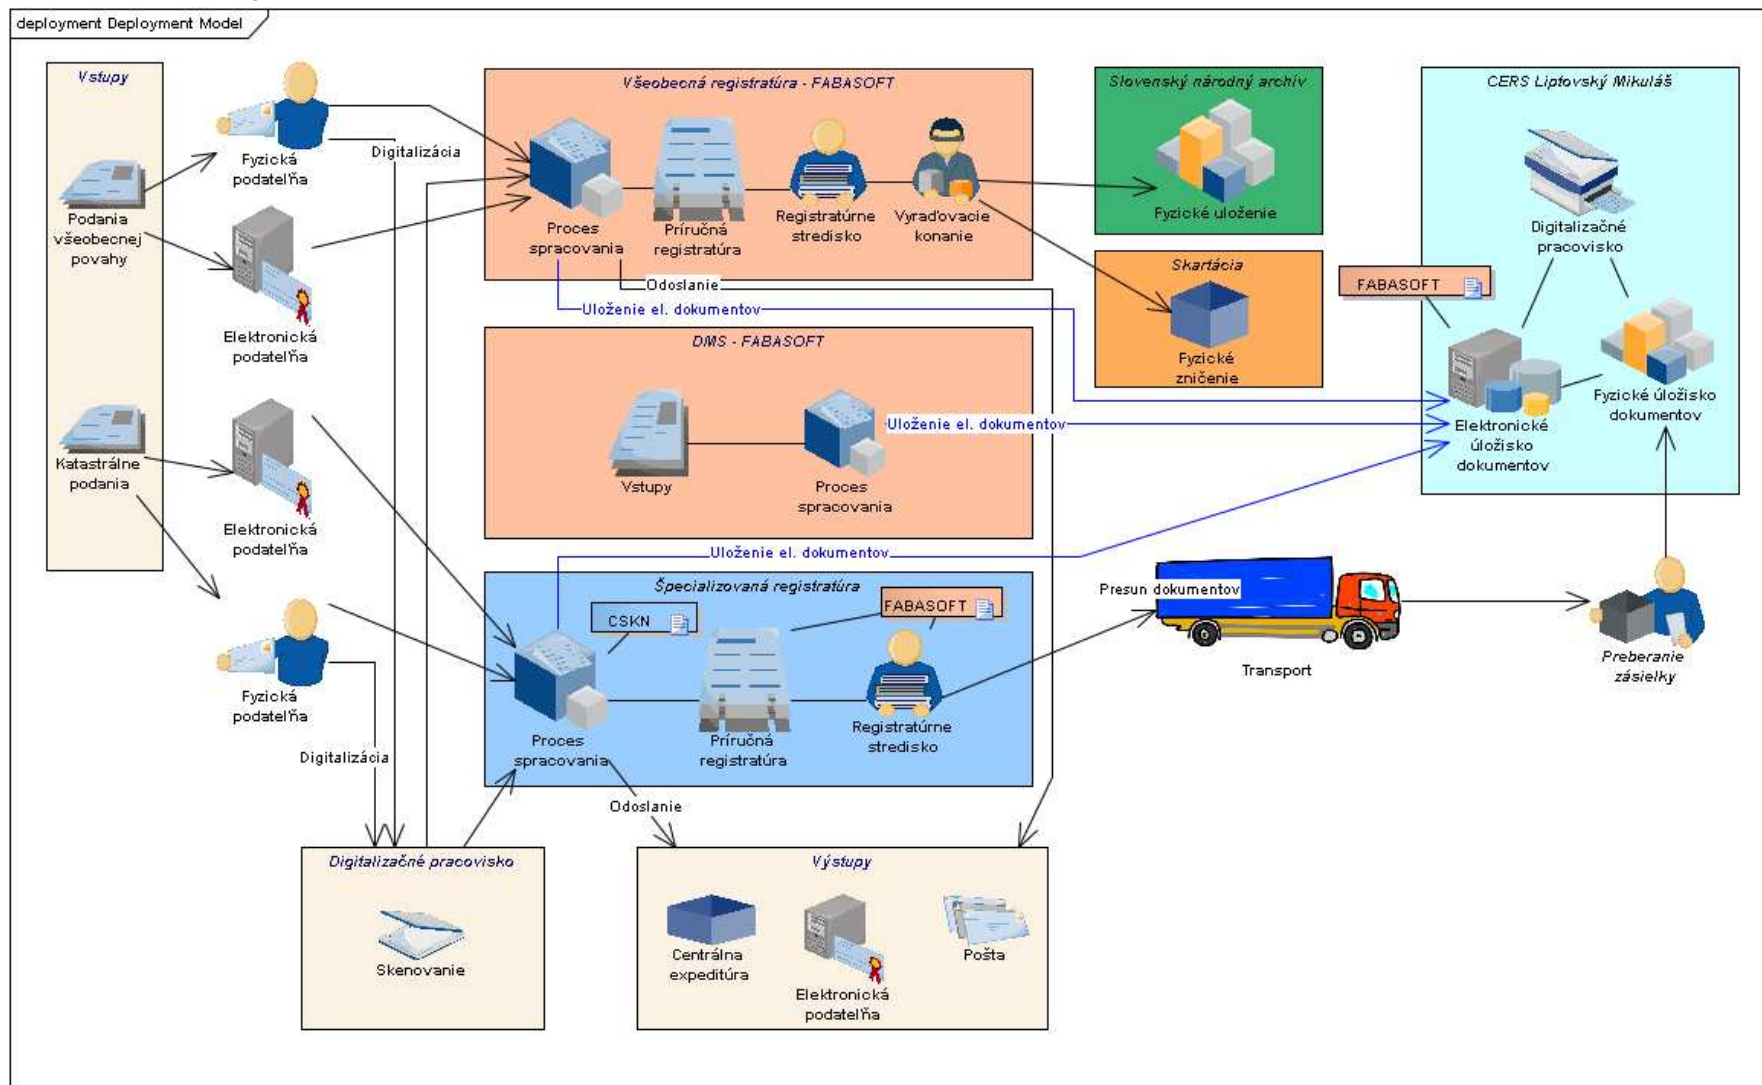 deployment Deployment Model
Vstupy
Podania
všeobecnej
povahy
Katastrálne
podania
Fyzická
podateľňa
Elektronická
podateľňa
Elektronická
podateľňa
Fyzická
podateľňa
Digitalizácia
Digitalizácia
Všeobecná registratúra - FABASOFT
Proces
spracovania
Príručná
registratúra
Registratúrne
stredisko
Vyraďovacie
konanie
Odoslanie
Uloženie el. dokumentov
DMS - FABASOFT
Vstupy
Proces
spracovania
Uloženie el. dokumentov
Uloženie el. dokumentov
Špecializovaná registratúra
CSKN
FABASOFT
Proces
spracovania
Príručná
registratúra
Registratúrne
stredisko
Odoslanie
Slovenský národný archív
Fyzické uloženie
Skartácia
Fyzické
zničenie
CERS Liptovský Mikuláš
Digitalizačné
pracovisko
FABASOFT
Elektronické
úložisko
dokumentov
Fyzické úložisko
dokumentov
Presun dokumentov
Transport
Preberanie
zásielky
Digitalizačné pracovisko
Skenovanie
Výstupy
Centrálna
expeditúra
Elektronická
podateľňa
Pošta